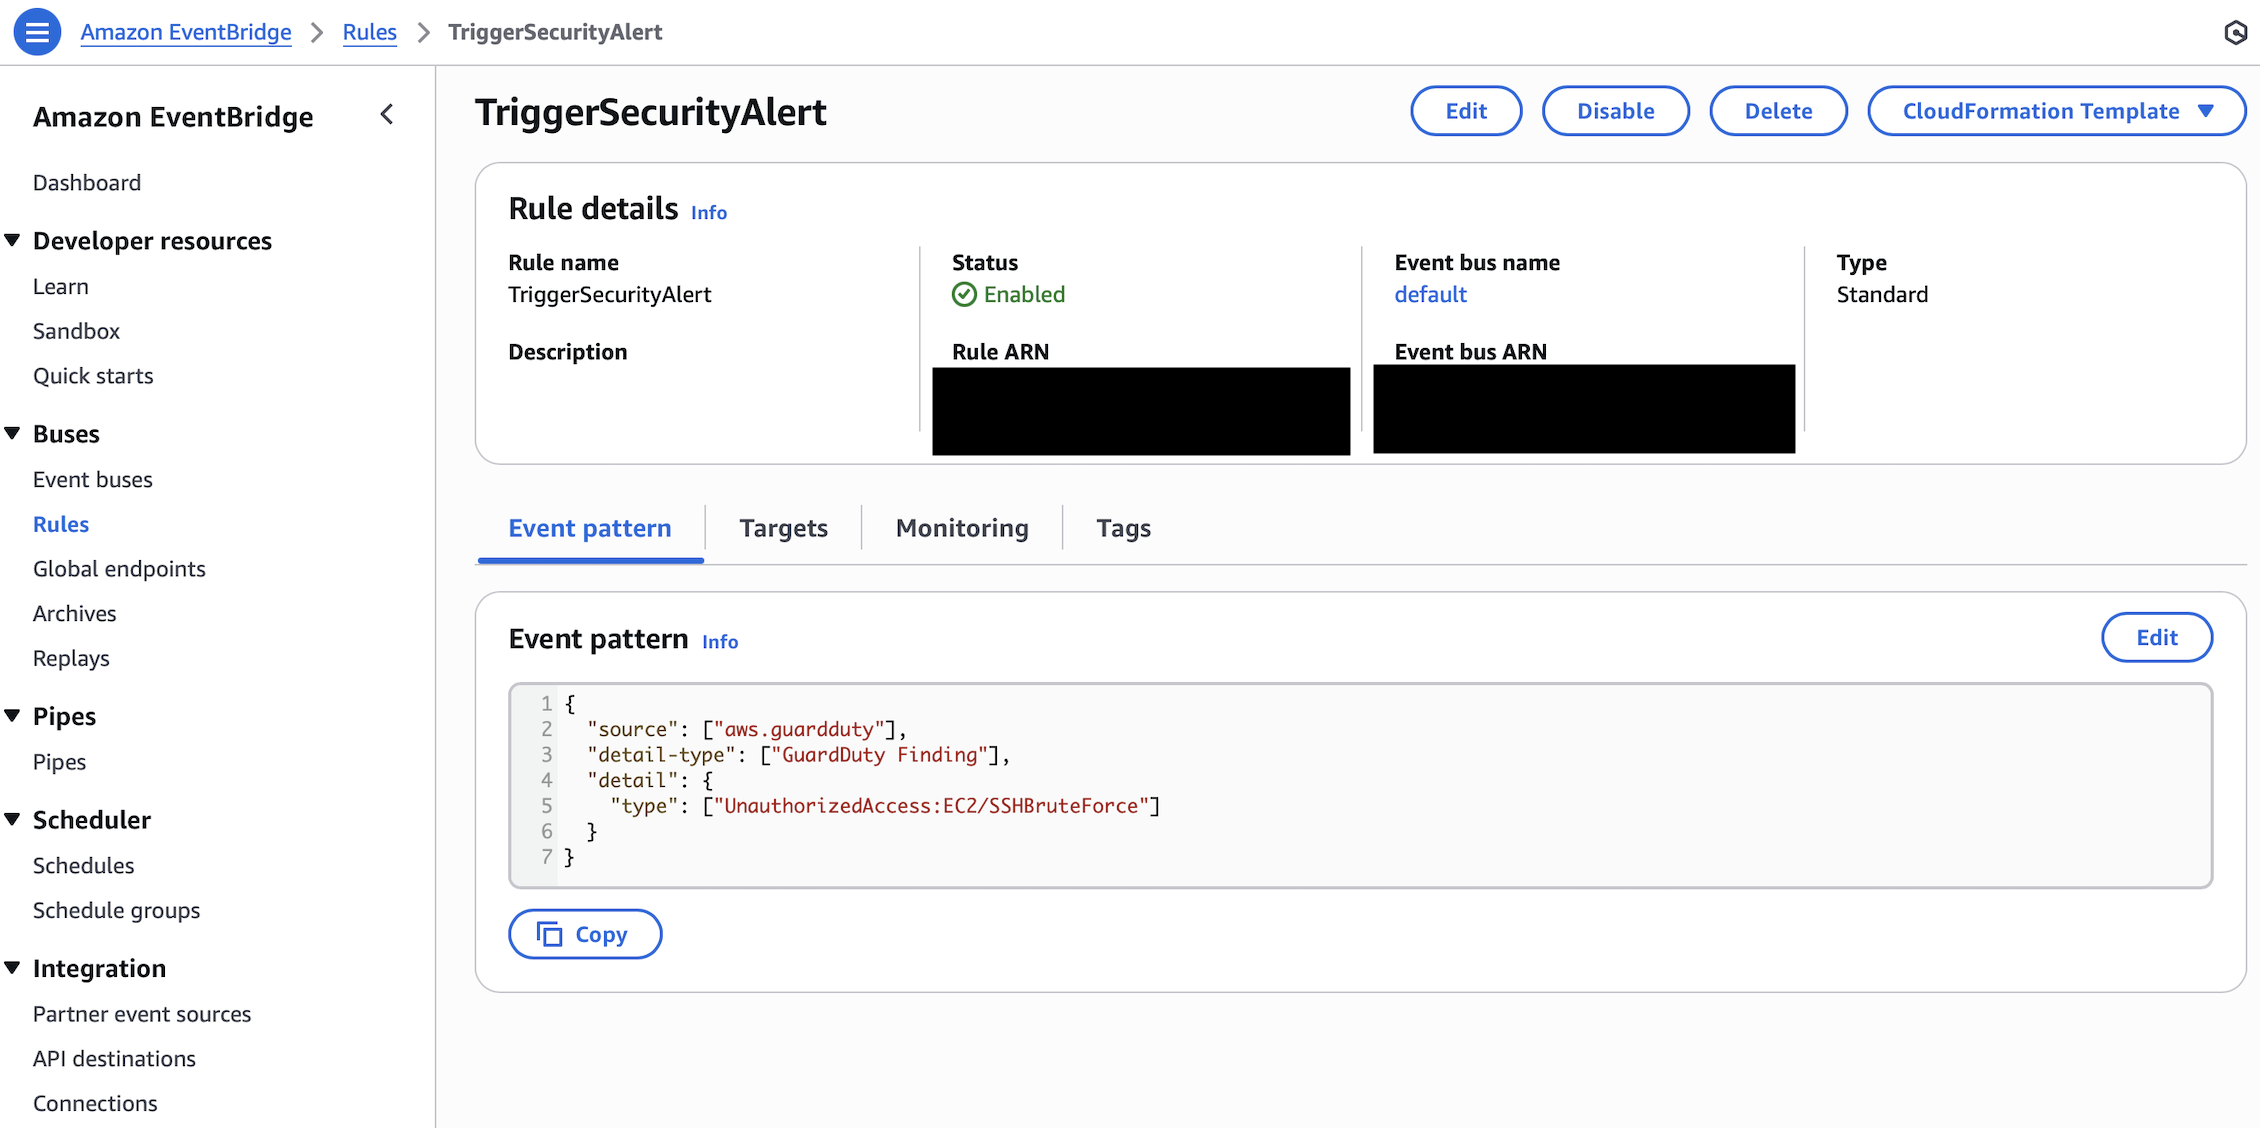 Amazon EventBridge > Rules > TriggerSecurityAlert
Amazon EventBridge
Dashboard
Developer resources
Learn
Sandbox
Quick starts
Buses
Event buses
Rules
Global endpoints
Archives
Replays
Pipes
Pipes
Scheduler
Schedules
Schedule groups
Integration
Partner event sources
API destinations
Connections
TriggerSecurityAlert
Edit Disable Delete CloudFormation Template
Rule details Info
Rule name
TriggerSecurityAlert
Description
Status
Enabled
Rule ARN
Event bus name
default
Event bus ARN
Type
Standard
Event pattern Targets Monitoring Tags
Event pattern Info
Edit
1 {
2   "source": ["aws.guardduty"],
3   "detail-type": ["GuardDuty Finding"],
4   "detail": {
5     "type": ["UnauthorizedAccess:EC2/SSHBruteForce"]
6   }
7 }
Copy